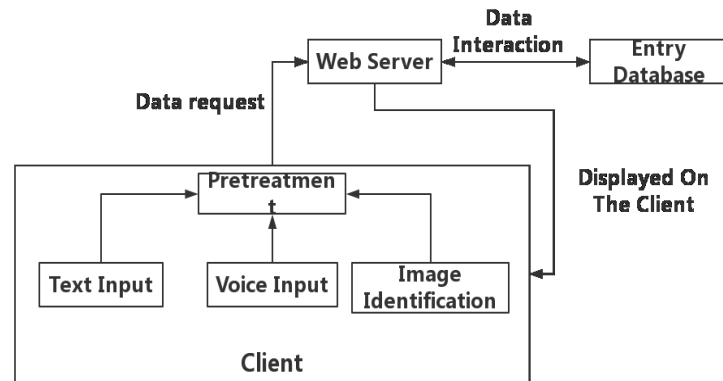 Data
Interaction
Web Server
Entry
Database
Data request
Pretreatmen
t
Displayed On
The Client
Text Input
Voice Input
Image
Identification
Client